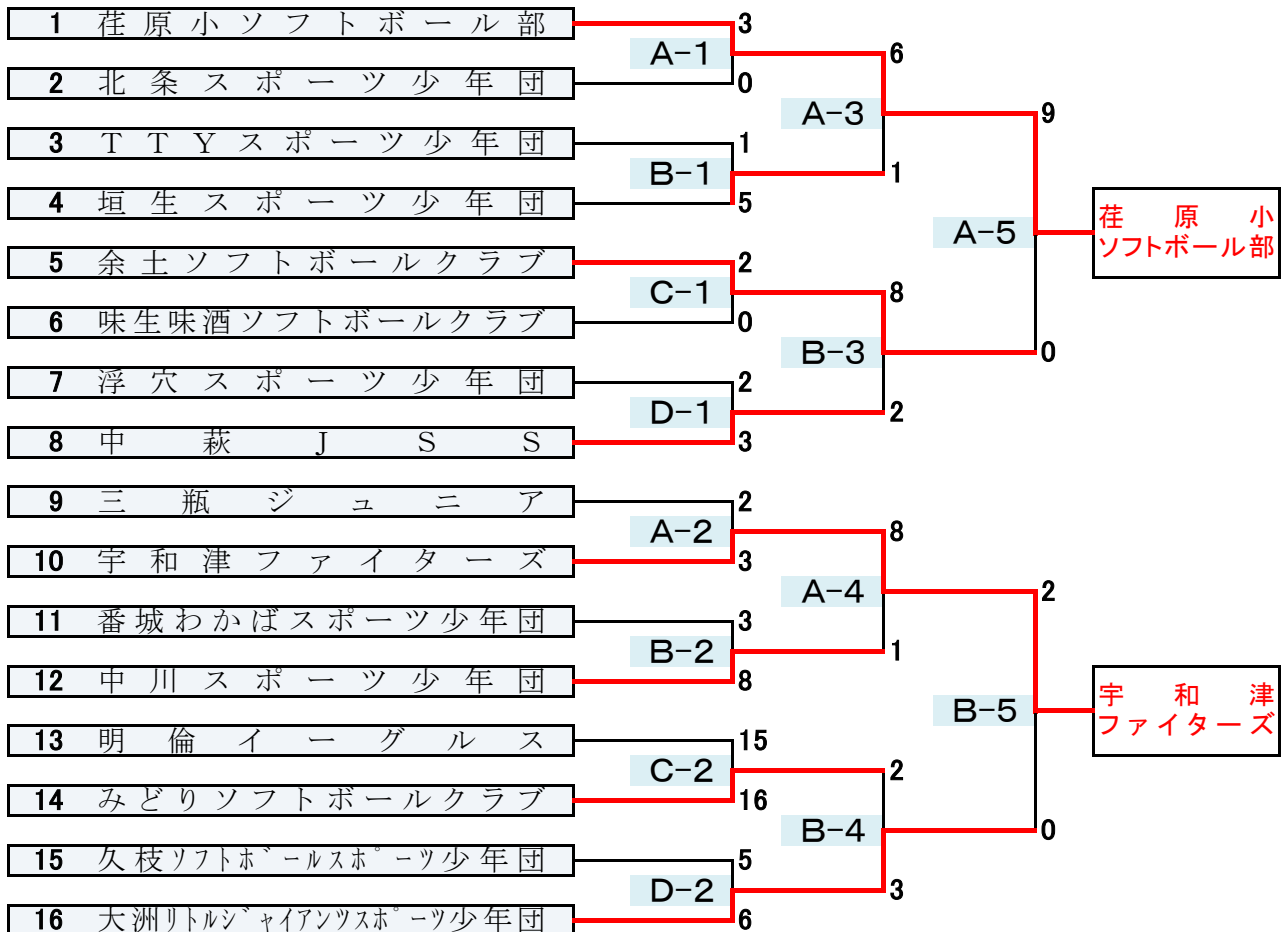 1 荏原小ソフトボール部
3
A-1
6
2 北条スポーツ少年団
0
A-3
9
3 TTYスポーツ少年団
1
B-1
1
4 垣生スポーツ少年団
5
A-5
荏原小
ソフトボール部
5 余土ソフトボールクラブ
2
C-1
8
6 味生味酒ソフトボールクラブ
0
B-3
0
7 浮穴スポーツ少年団
2
D-1
2
8 中萩JSS
3
9 三瓶ジュニア
2
A-2
8
10 宇和津ファイターズ
3
A-4
2
11 番城わかばスポーツ少年団
3
B-2
1
12 中川スポーツ少年団
8
B-5
宇和津
ファイターズ
13 明倫イーグルス
15
C-2
2
14 みどりソフトボールクラブ
16
B-4
0
15 久枝ソフトボールスポーツ少年団
5
D-2
3
16 大洲リトルジャイアンツスポーツ少年団
6